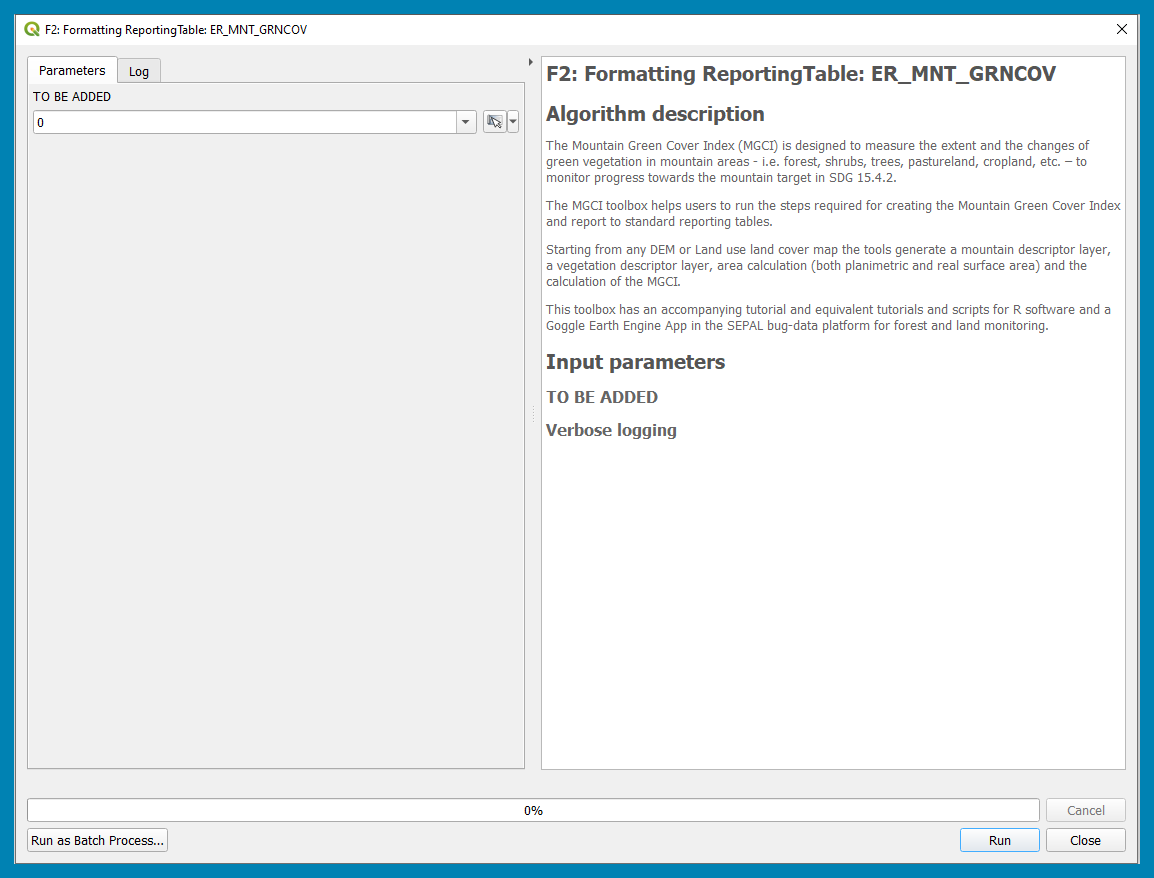 F2: Formatting ReportingTable: ER_MNT_GRNCOV
Parameters
Log
TO BE ADDED
0
F2: Formatting ReportingTable: ER_MNT_GRNCOV
Algorithm description
The Mountain Green Cover Index (MGCI) is designed to measure the extent and the changes of
green vegetation in mountain areas - i.e. forest, shrubs, trees, pastureland, cropland, etc. – to
monitor progress towards the mountain target in SDG 15.4.2.
The MGCI toolbox helps users to run the steps required for creating the Mountain Green Cover Index
and report to standard reporting tables.
Starting from any DEM or Land use land cover map the tools generate a mountain descriptor layer,
a vegetation descriptor layer, area calculation (both planimetric and real surface area) and the
calculation of the MGCI.
This toolbox has an accompanying tutorial and equivalent tutorials and scripts for R software and a
Goggle Earth Engine App in the SEPAL bug-data platform for forest and land monitoring.
Input parameters
TO BE ADDED
Verbose logging
0%
Cancel
Run as Batch Process...
Run
Close